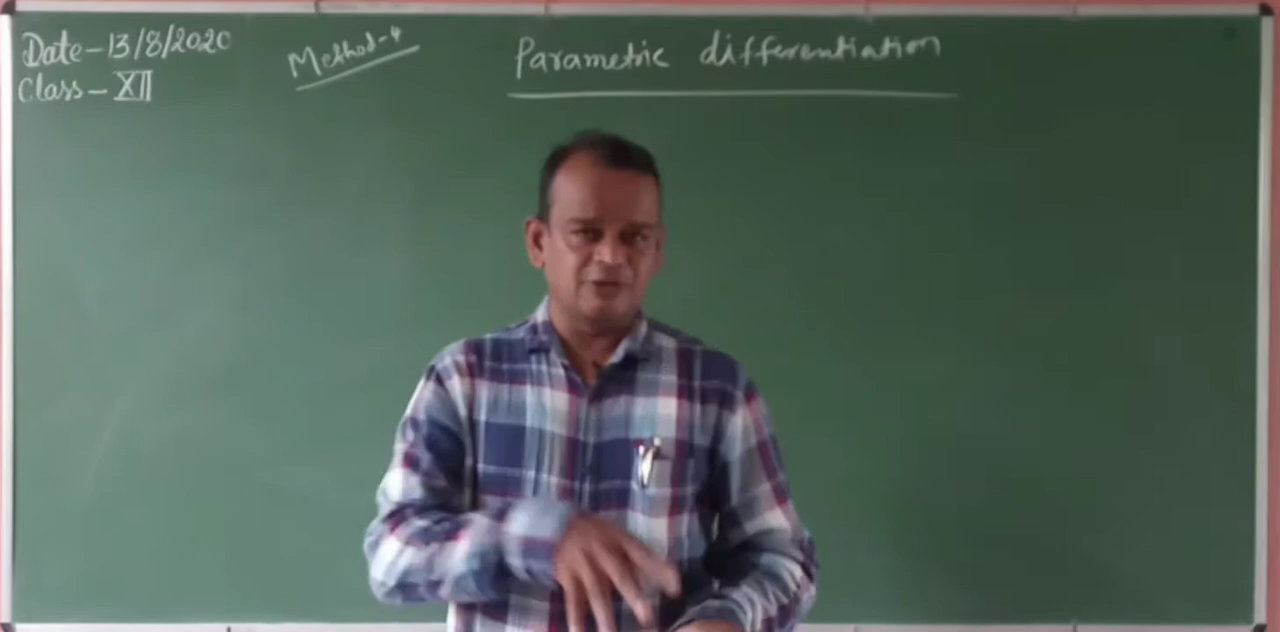 Date-13/8/2020
Class-XII
Method-4
Parametric differentiation